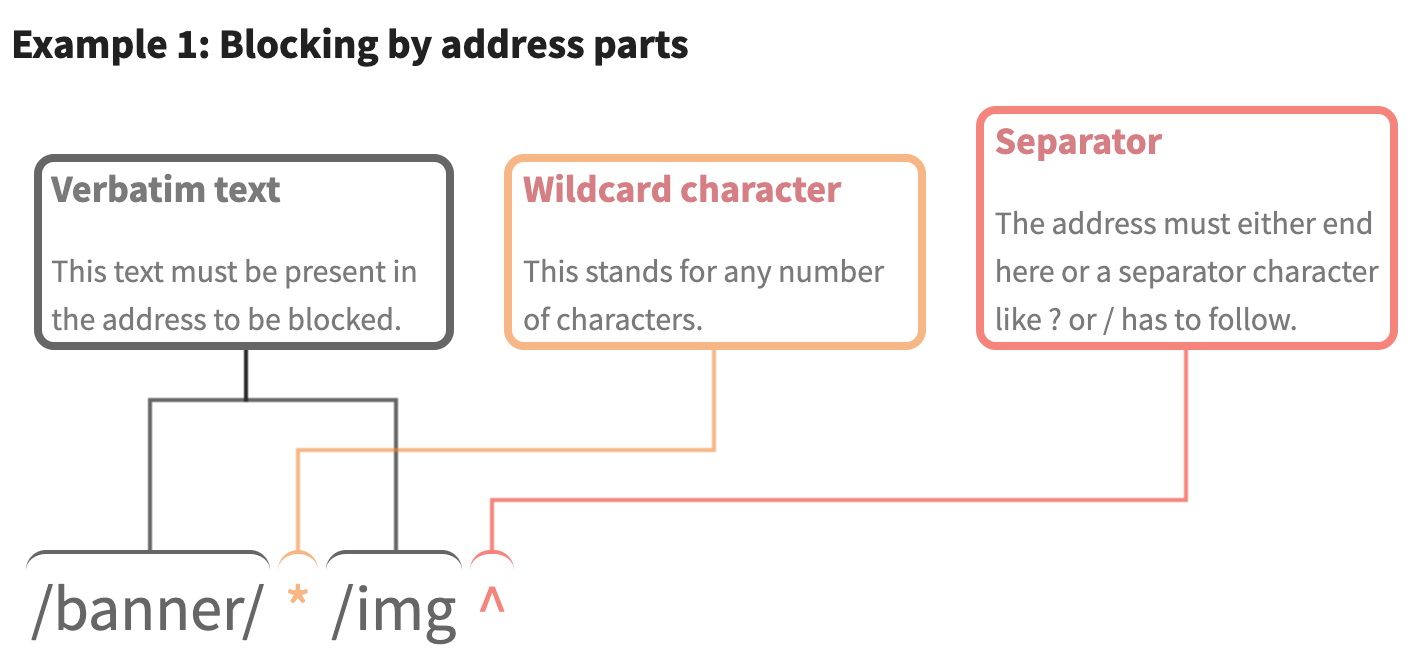 Example 1: Blocking by address parts
Verbatim text
This text must be present in
the address to be blocked.
Wildcard character
This stands for any number
of characters.
Separator
The address must either end
here or a separator character
like ? or / has to follow.
/banner/ * /img ^